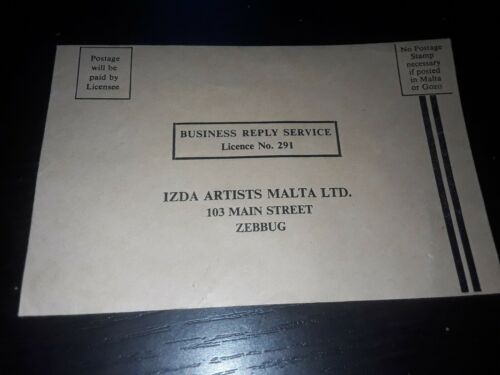 Postage
will be
paid by
Licensee
No Postage
Stamp
necessary
if posted
in Malta
or Gozo
BUSINESS REPLY SERVICE
Licence No. 291
IZDA ARTISTS MALTA LTD.
103 MAIN STREET
ZEBBUG